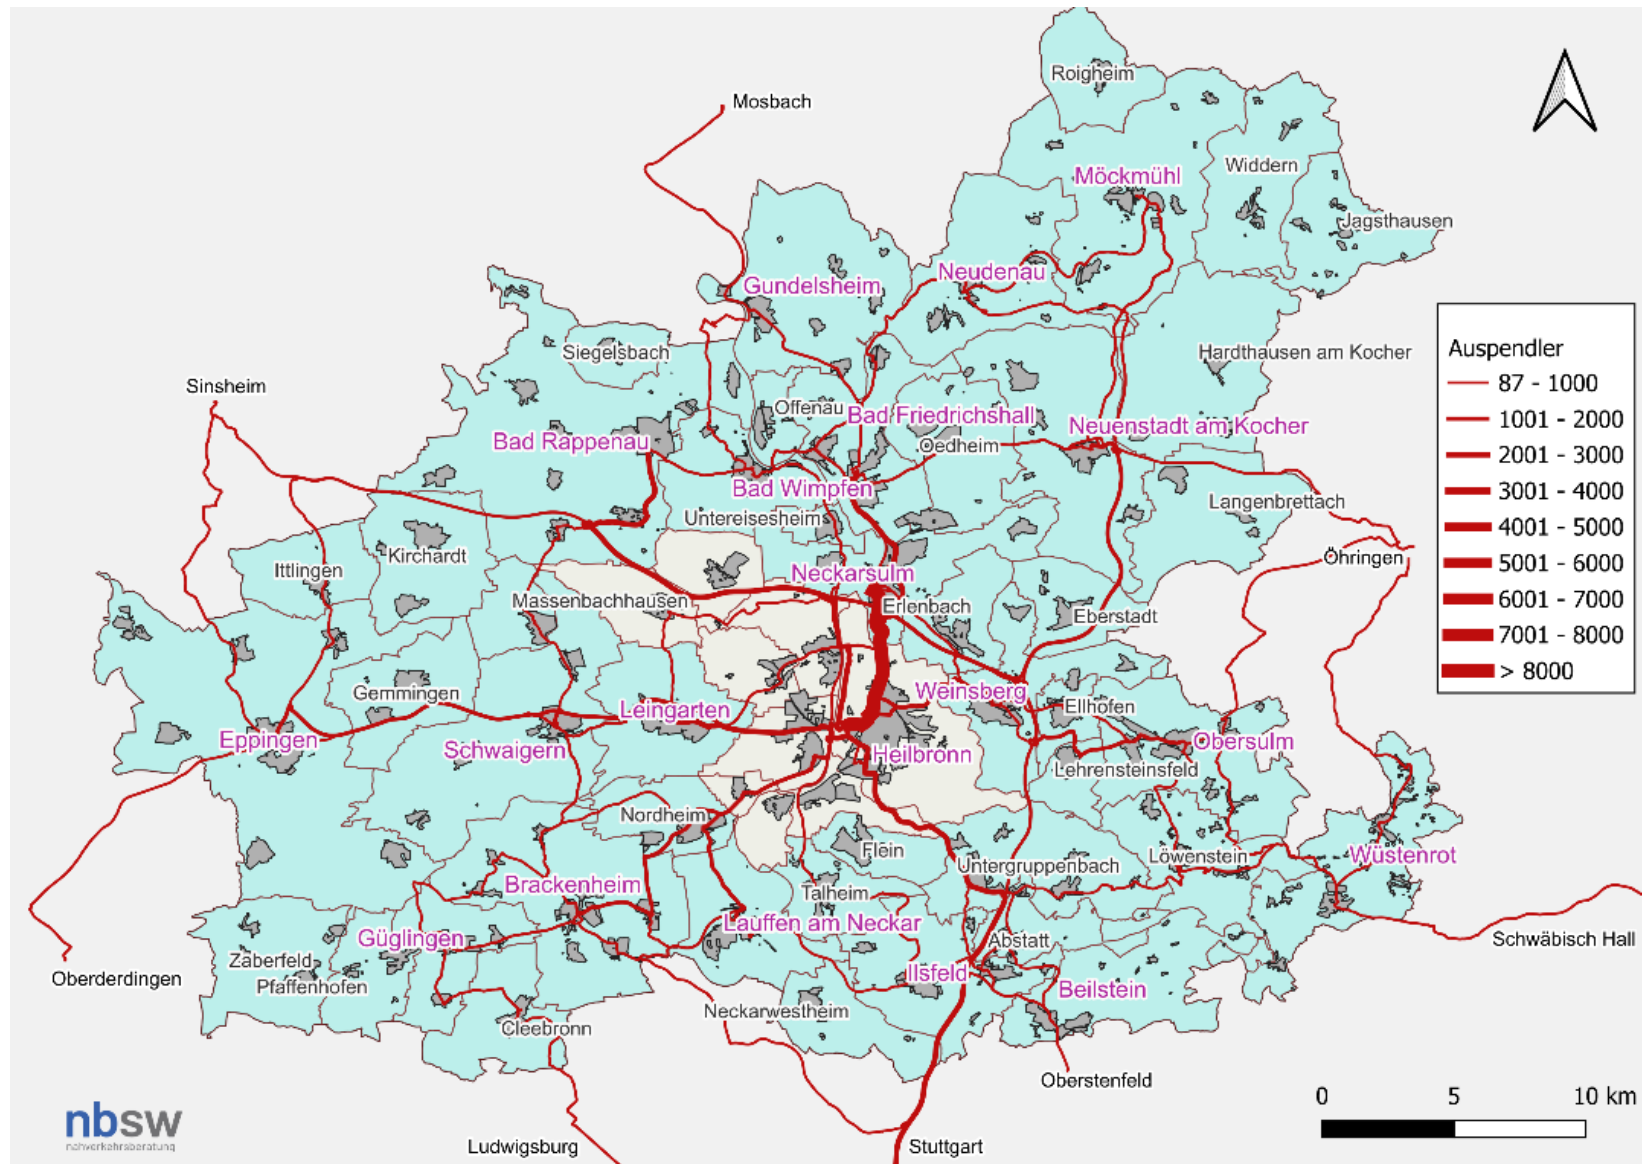 Roigheim
Mosbach
Widdern
Möckmühl
Jagsthausen
Neudenau
Gundelsheim
Siegelsbach
Hardthausen am Kocher
Auspendler
87 - 1000
1001 - 2000
2001 - 3000
3001 - 4000
4001 - 5000
5001 - 6000
6001 - 7000
7001 - 8000
> 8000
Sinsheim
Offenau
Bad Friedrichshall
Neuenstadt am Kocher
Bad Rappenau
Oedheim
Bad Wimpfen
Langenbrettach
Untereisesheim
Kirchardt
Öhringen
Ittlingen
Neckarsulm
Massenbachhausen
Erlenbach
Eberstadt
Gemmingen
Weinsberg
Leingarten
Ellhofen
Eppingen
Schwaigern
Heilbronn
Obersulm
Lehrensteinsfeld
Nordheim
Flein
Untergruppenbach
Löwenstein
Wüstenrot
Brackenheim
Talheim
Lauffen am Neckar
Güglingen
Abstatt
Schwäbisch Hall
Zaberfeld
Pfaffenhofen
Ilsfeld
Beilstein
Oberderdingen
Neckarwestheim
Cleebronn
Oberstenfeld
0 5 10 km
nbsw
nahverkehrsberatung
Ludwigsburg
Stuttgart